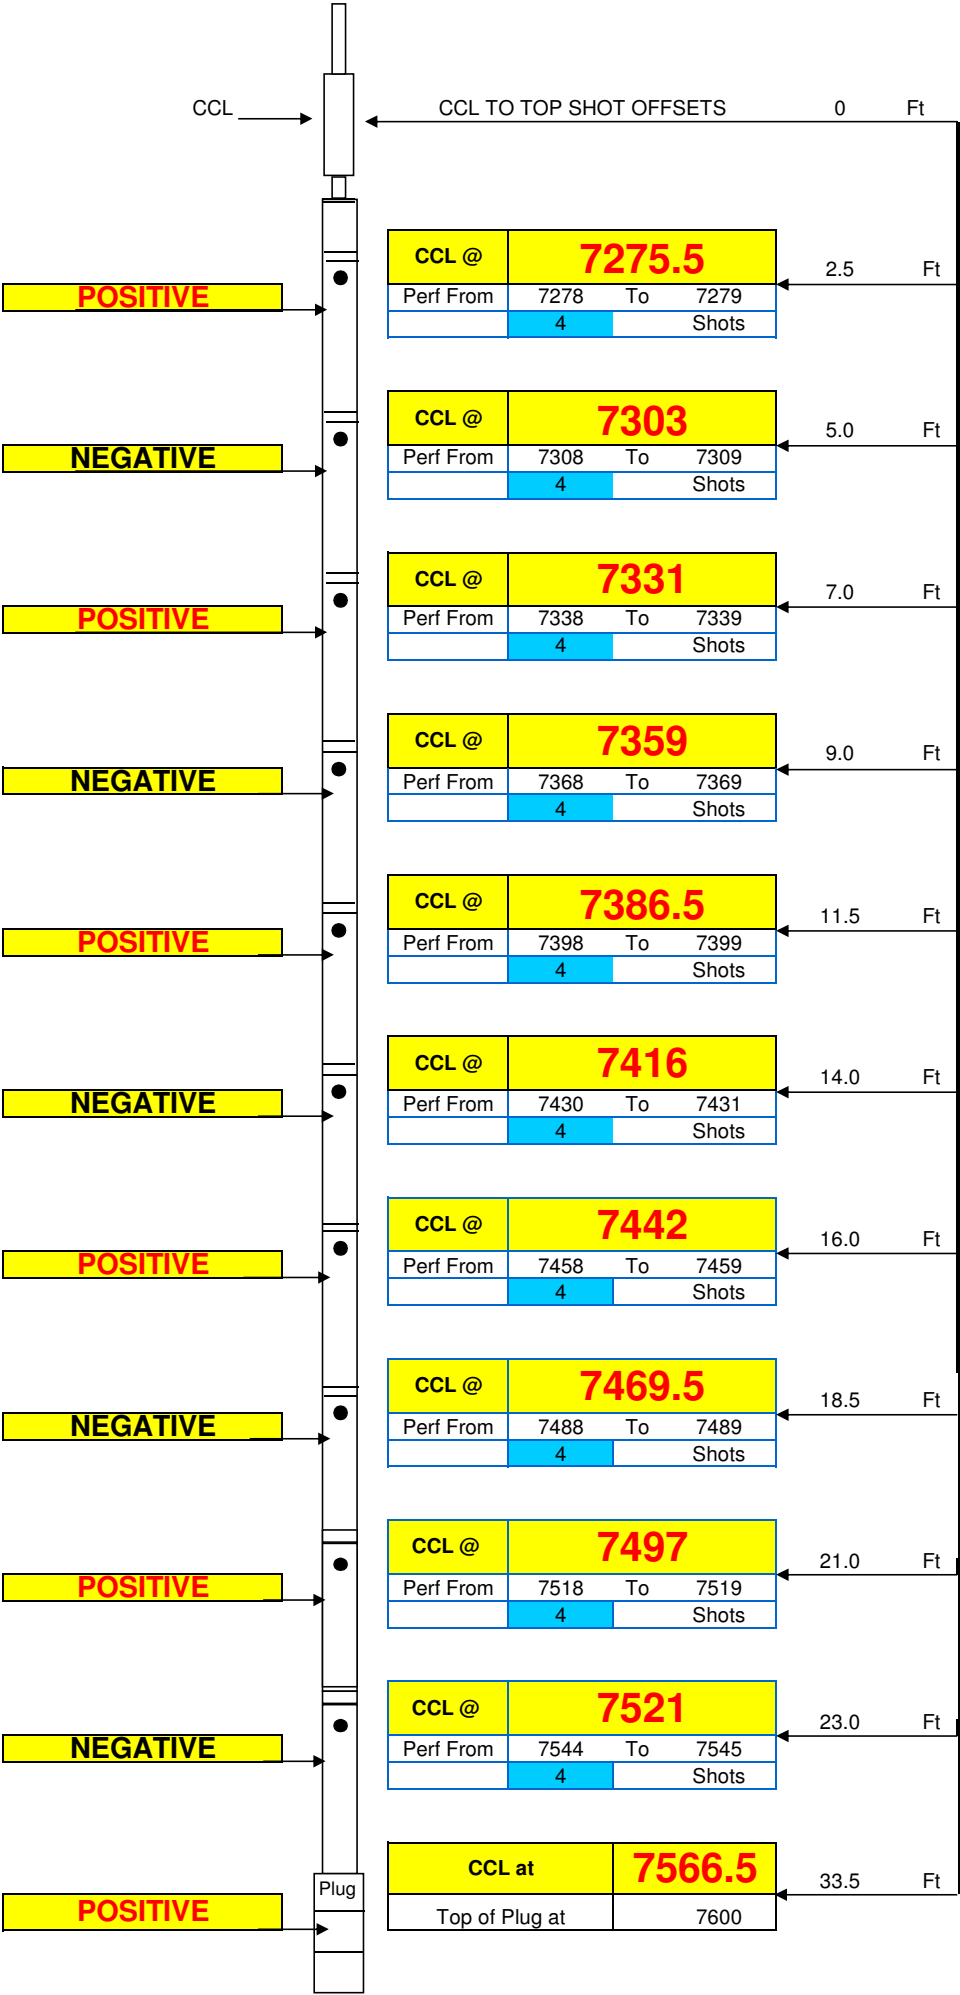 CCL CCL TO TOP SHOT OFFSETS 0 Ft
CCL @ 7275.5 2.5 Ft
POSITIVE Perf From 7278 To 7279
4 Shots
CCL @ 7303 5.0 Ft
NEGATIVE Perf From 7308 To 7309
4 Shots
CCL @ 7331 7.0 Ft
POSITIVE Perf From 7338 To 7339
4 Shots
CCL @ 7359 9.0 Ft
NEGATIVE Perf From 7368 To 7369
4 Shots
CCL @ 7386.5 11.5 Ft
POSITIVE Perf From 7398 To 7399
4 Shots
CCL @ 7416 14.0 Ft
NEGATIVE Perf From 7430 To 7431
4 Shots
CCL @ 7442 16.0 Ft
POSITIVE Perf From 7458 To 7459
4 Shots
CCL @ 7469.5 18.5 Ft
NEGATIVE Perf From 7488 To 7489
4 Shots
CCL @ 7497 21.0 Ft
POSITIVE Perf From 7518 To 7519
4 Shots
CCL @ 7521 23.0 Ft
NEGATIVE Perf From 7544 To 7545
4 Shots
Plug CCL at 7566.5 33.5 Ft
POSITIVE Top of Plug at 7600